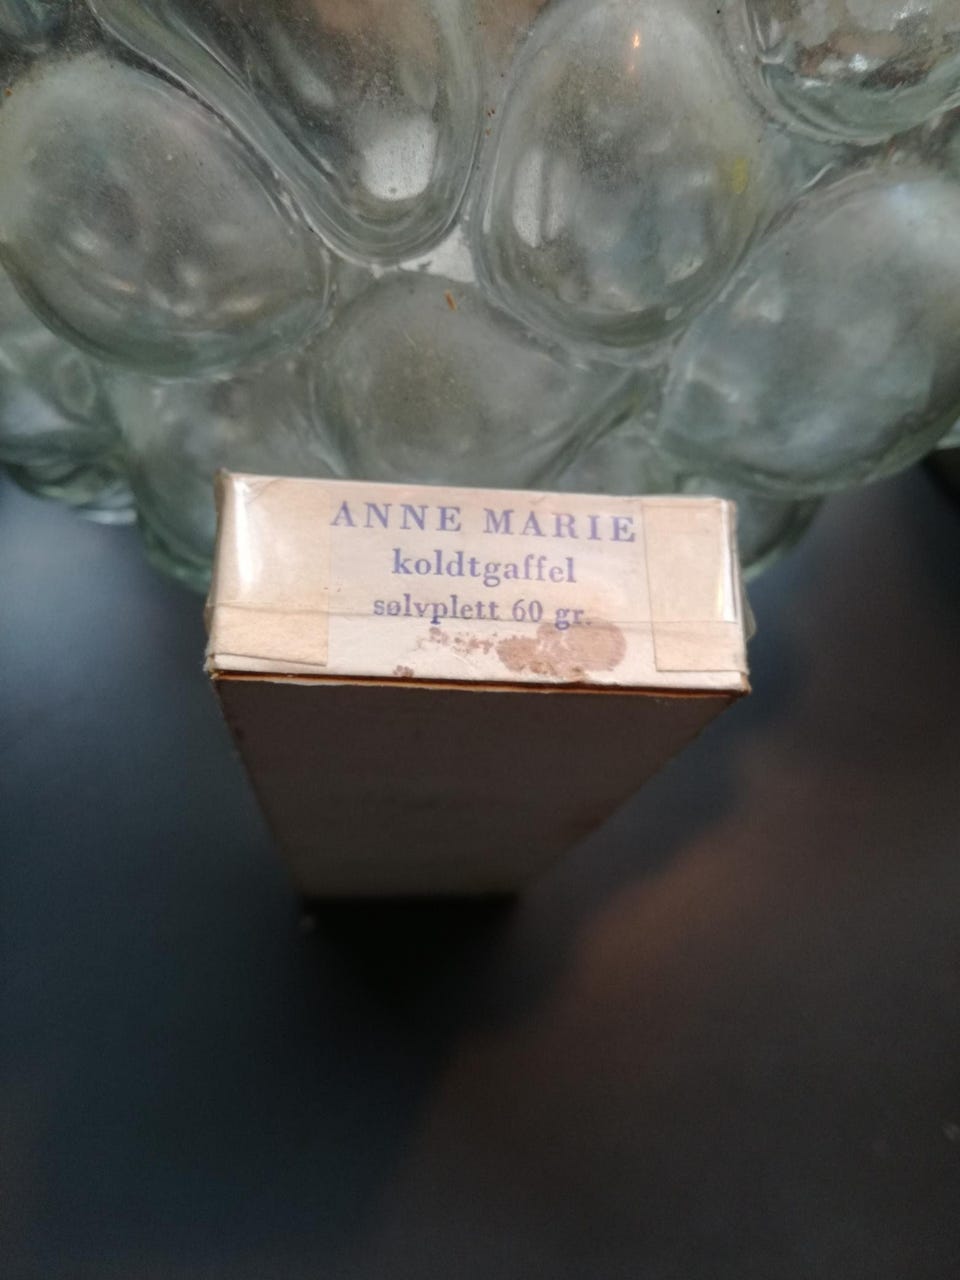 ANNE MARIE
koldtgaffel
sølvplett 60 gr.